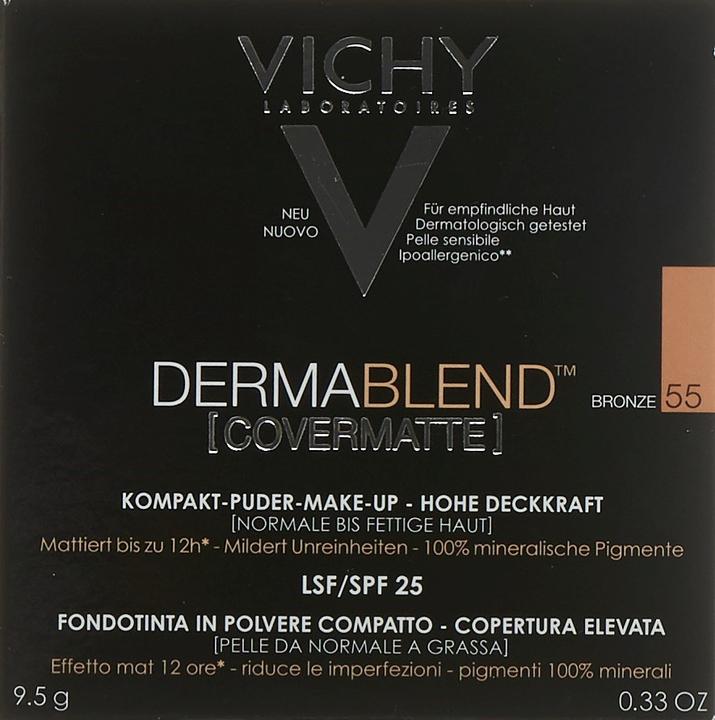 VICHY
LABORATOIRES
NEU
NUOVO
Für empfindliche Haut
Dermatologisch getestet
Pelle sensibile
Ipoallergenico**
DERMABLEND™
[COVERMATTE]
BRONZE 55
KOMPAKT-PUDER-MAKE-UP - HOHE DECKKRAFT
[NORMALE BIS FETTIGE HAUT]
Mattiert bis zu 12h* - Mildert Unreinheiten - 100% mineralische Pigmente
LSF/SPF 25
FONDOTINTA IN POLVERE COMPATTO - COPERTURA ELEVATA
[PELLE DA NORMALE A GRASSA]
Effetto mat 12 ore* - riduce le imperfezioni - pigmenti 100% minerali
9.5 g
0.33 OZ